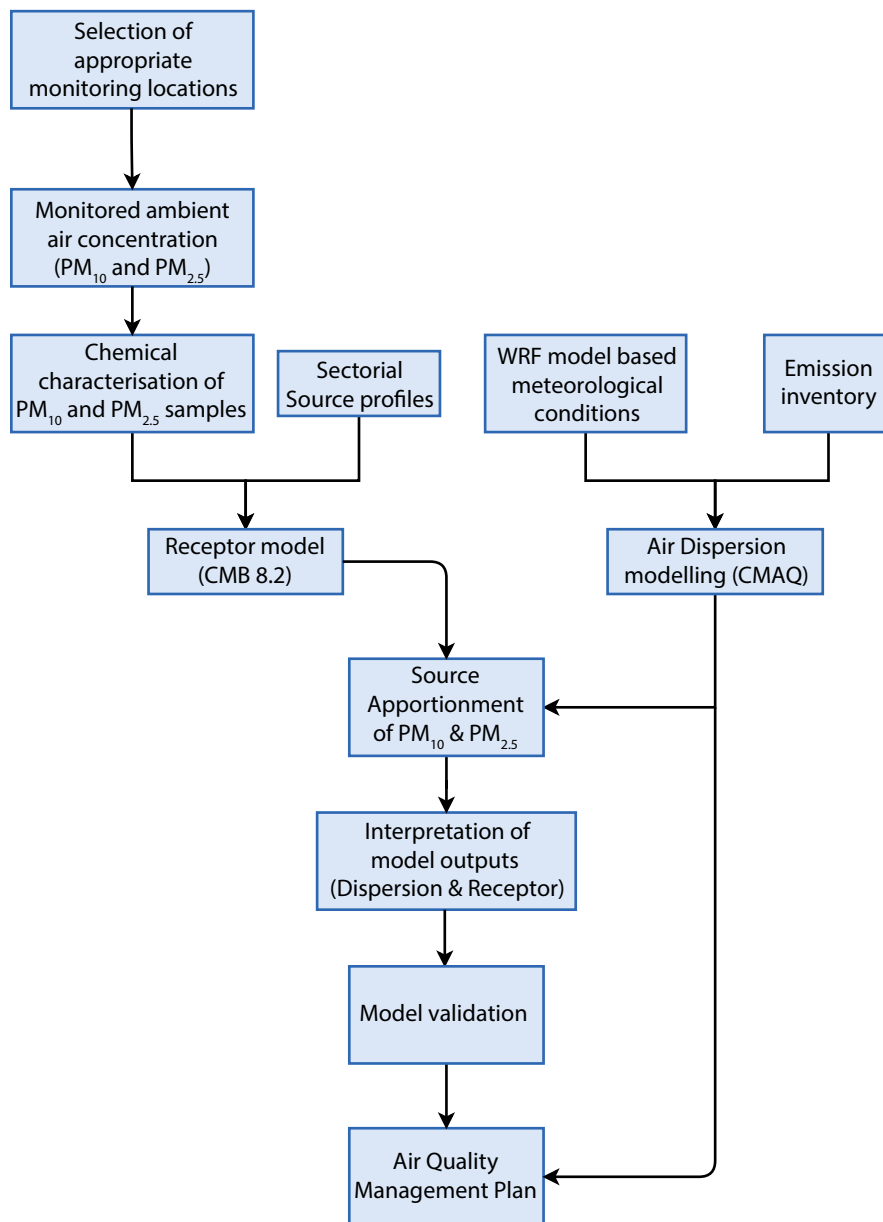 Selection of
appropriate
monitoring locations
Monitored ambient
air concentration
(PM₁₀ and PM₂.₅)
Chemical
characterisation of
PM₁₀ and PM₂.₅ samples
Sectorial
Source profiles
WRF model based
meteorological
conditions
Emission
inventory
Receptor model
(CMB 8.2)
Air Dispersion
modelling (CMAQ)
Source
Apportionment
of PM₁₀ & PM₂.₅
Interpretation of
model outputs
(Dispersion & Receptor)
Model validation
Air Quality
Management Plan